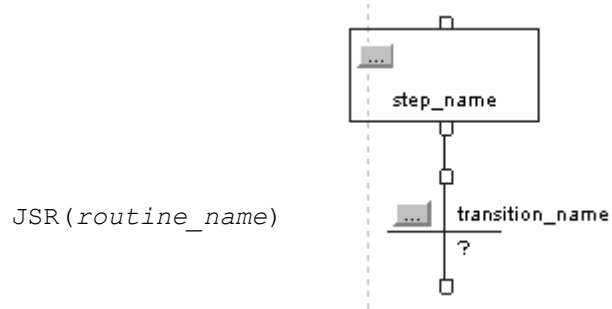 ...
step_name
JSR(routine_name)
...
transition_name
?